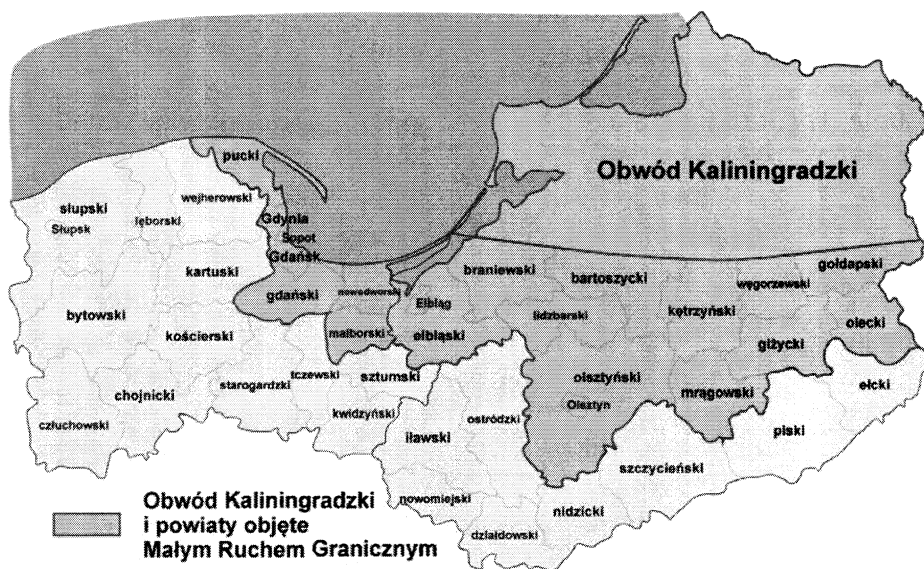 Obwód Kaliningradzki
pucki
wejherowski
słupski
Słupsk
lęborski
Gdynia
Sopot
Gdańsk
kartuski
gdański
nowodworski
Elbląg
braniewski
bartoszycki
węgorzewski
gołdapski
bytowski
kościerski
malborski
elbląski
lidzbarski
kętrzyński
giżycki
olecki
chojnicki
starogardzki
tczewski
sztumski
olsztyński
Olsztyn
mrągowski
ełcki
człuchowski
kwidzyński
iławski
ostródzki
piski
szczycieński
nowomiejski
nidzicki
działdowski
Obwód Kaliningradzki
i powiaty objęte
Małym Ruchem Granicznym